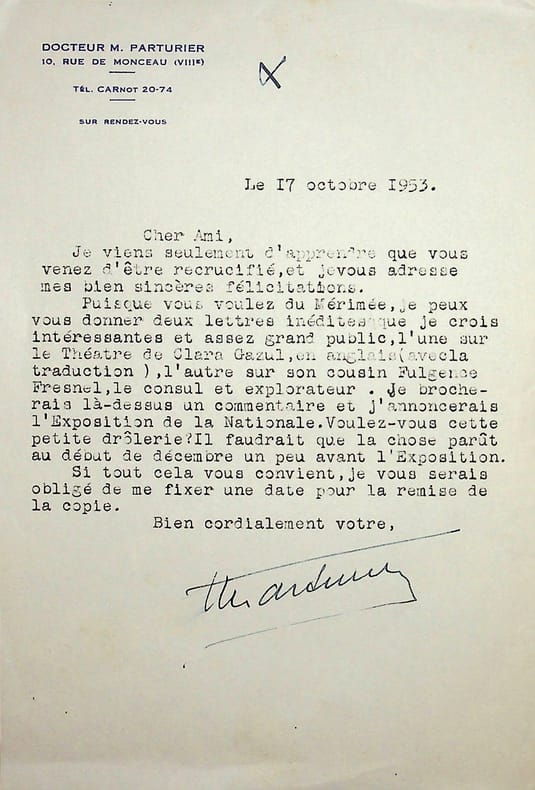 DOCTEUR M. PARTURIER
10, RUE DE MONCEAU (VIIIᵉ)
TÉL. CARNOT 20-74
SUR RENDEZ-VOUS
Le 17 octobre 1953.
Cher Ami,
Je viens seulement d'apprendre que vous
venez d'être recrucifié,et jevous adresse
mes bien sincères félicitations.
Puisque vous voulez du Mérimée,je peux
vous donner deux lettres inédites que je crois
intéressantes et assez grand public,l'une sur
le Théatre de Clara Gazul,en anglais(avecla
traduction ),l'autre sur son cousin Fulgence
Fresnel,le consul et explorateur . Je broche-
rais là-dessus un commentaire et j'annoncerais
l'Exposition de la Nationale.Voulez-vous cette
petite drôlerie?Il faudrait que la chose parût
au début de décembre un peu avant l'Exposition.
Si tout cela vous convient,je vous serais
obligé de me fixer une date pour la remise de
la copie.
Bien cordialement votre,